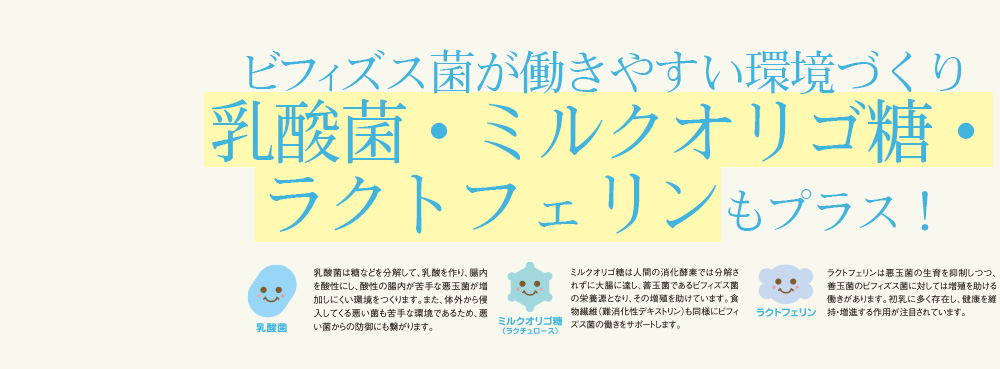 ビフィズス菌が働きやすい環境づくり
乳酸菌・ミルクオリゴ糖・
ラクトフェリンもプラス！
乳酸菌は糖などを分解して、乳酸を作り、腸内
を酸性にし、酸性の腸内が苦手な悪玉菌が増
加しにくい環境をつくります。また、体外から侵
入してくる悪い菌も苦手な環境であるため、悪
い菌からの防御にも繋がります。
乳酸菌
ミルクオリゴ糖は人間の消化酵素では分解さ
れずに大腸に達し、善玉菌であるビフィズス菌
の栄養源となり、その増殖を助けています。食
物繊維（難消化性デキストリン）も同様にビフィ
ズス菌の働きをサポートします。
ミルクオリゴ糖
（ラクチュロース）
ラクトフェリンは悪玉菌の生育を抑制しつつ、
善玉菌のビフィズス菌に対しては増殖を助ける
働きがあります。初乳に多く存在し、健康を維
持・増進する作用が注目されています。
ラクトフェリン